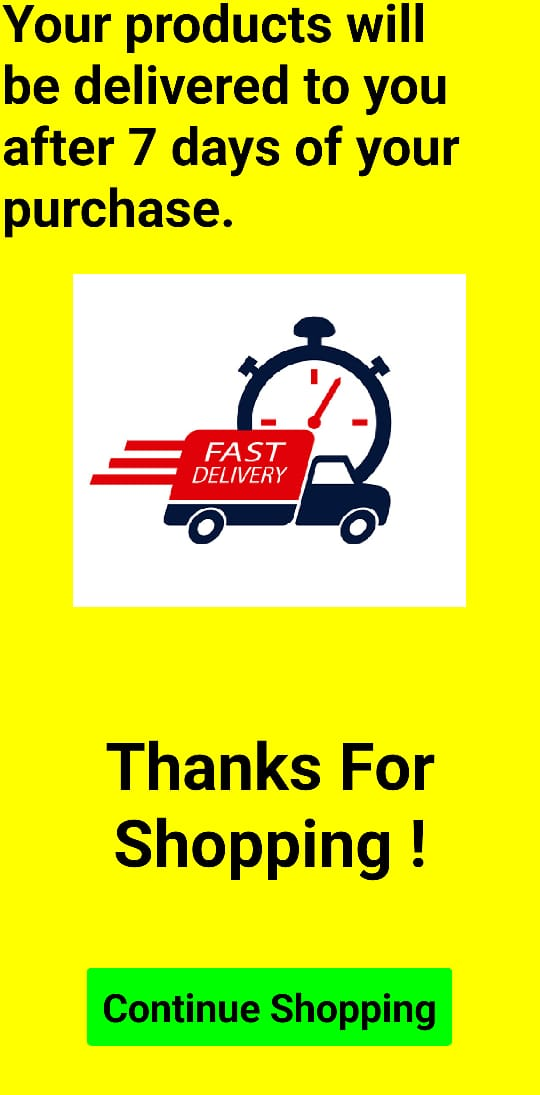 Your products will
be delivered to you
after 7 days of your
purchase.
FAST
DELIVERY
Thanks For
Shopping !
Continue Shopping